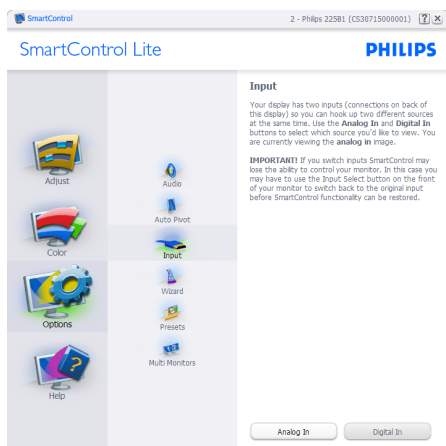 SmartControl
2 - Philips 225B1 (CS30715000001)
SmartControl Lite
PHILIPS
Adjust
Color
Options
Help
Audio
Auto Pivot
Input
Wizard
Presets
Multi Monitors
Input
Your display has two inputs (connections on back of
this display) so you can hook up two different sources
at the same time. Use the Analog In and Digital In
buttons to select which source you'd like to view. You
are currently viewing the analog in image.
IMPORTANT! If you switch inputs SmartControl may
lose the ability to control your monitor. In this case you
may have to use the Input Select button on the front
of your monitor to switch back to the original input
before SmartControl functionality can be restored.
Analog In
Digital In